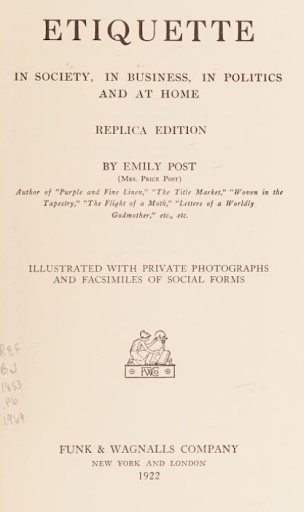 ETIQUETTE
IN SOCIETY, IN BUSINESS, IN POLITICS
AND AT HOME
REPLICA EDITION
BY EMILY POST
(Mrs. Price Post)
Author of "Purple and Fine Linen," "The Title Market," "Woven in the
Tapestry," "The Flight of a Moth," "Letters of a Worldly
Godmother," etc., etc.
ILLUSTRATED WITH PRIVATE PHOTOGRAPHS
AND FACSIMILES OF SOCIAL FORMS
REF
BJ
1853
.P6
1969
FUNK & WAGNALLS COMPANY
NEW YORK AND LONDON
1922